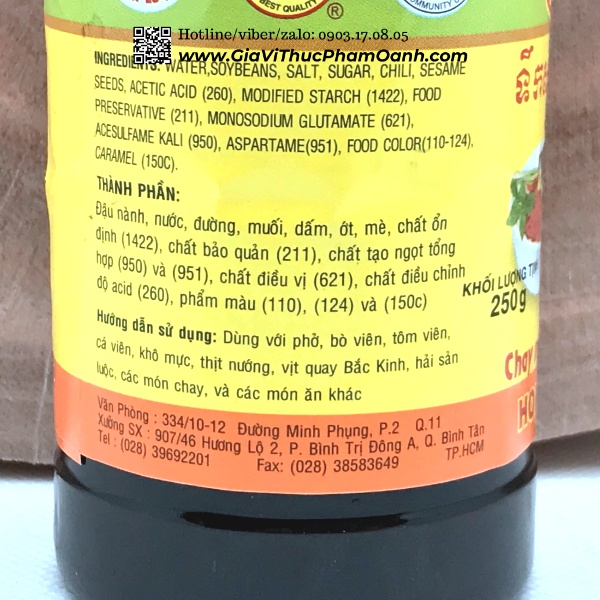 BEST QUALITY
®
COMMUNITY
Hotline/viber/zalo: 0903.17.08.05
www.GiaViThucPhamOanh.com
INGREDIENTS: WATER,SOYBEANS, SALT, SUGAR, CHILI, SESAME
SEEDS, ACETIC ACID (260), MODIFIED STARCH (1422), FOOD
PRESERVATIVE (211), MONOSODIUM GLUTAMATE (621),
ACESULFAME KALI (950), ASPARTAME(951), FOOD COLOR(110-124),
CARAMEL (150C).
THÀNH PHẦN:
Đậu nành, nước, đường, muối, dấm, ớt, mè, chất ổn
định (1422), chất bảo quản (211), chất tạo ngọt tổng
hợp (950) và (951), chất điều vị (621), chất điều chỉnh
độ acid (260), phẩm màu (110), (124) và (150c)
KHỐI LƯỢNG
250g
Hướng dẫn sử dụng: Dùng với phở, bò viên, tôm viên,
cá viên, khô mực, thịt nướng, vịt quay Bắc Kinh, hải sản
luộc, các món chay, và các món ăn khác
Chay
HO
Văn Phòng : 334/10-12 Đường Minh Phụng, P.2 Q.11
Xưởng SX : 907/46 Hương Lộ 2, P. Bình Trị Đông A, Q. Bình Tân
Tel : (028) 39692201 Fax: (028) 38583649 TP.HCM